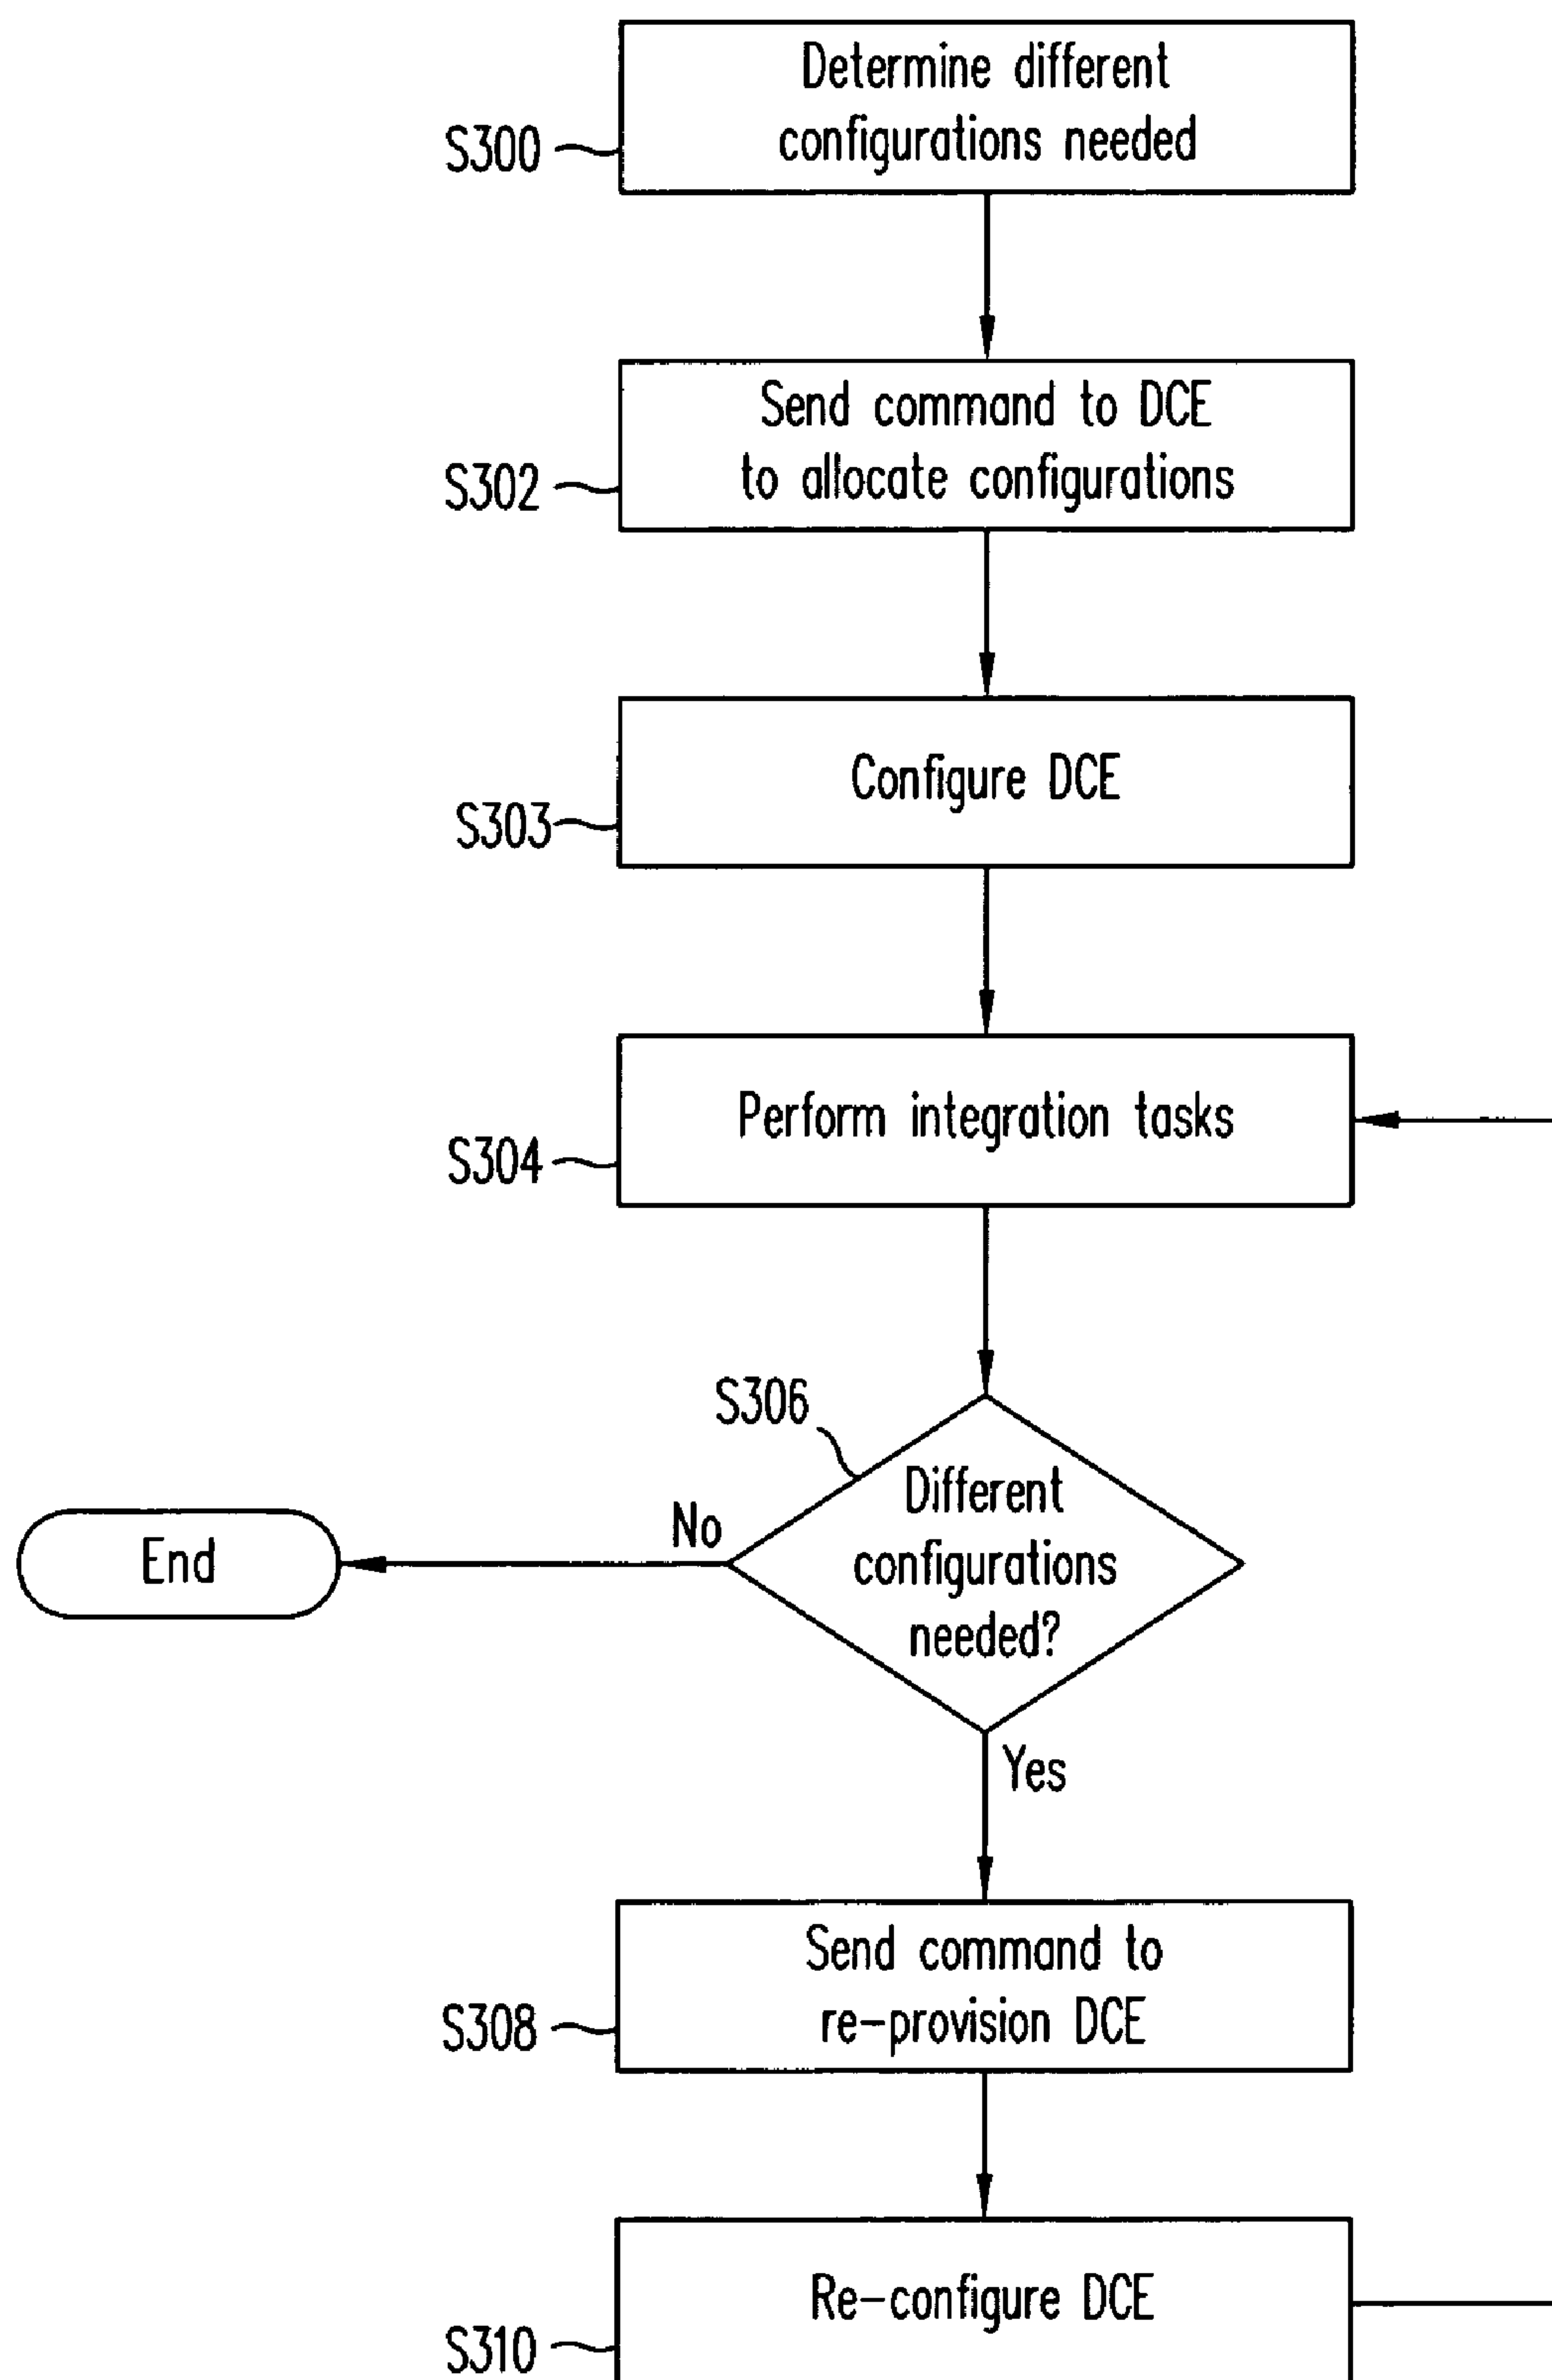 Determine different
configurations needed
S300
Send command to DCE
to allocate configurations
S302
Configure DCE
S303
Perform integration tasks
S304
S306
Different
configurations
needed?
No
End
Yes
Send command to
re-provision DCE
S308
Re-configure DCE
S310